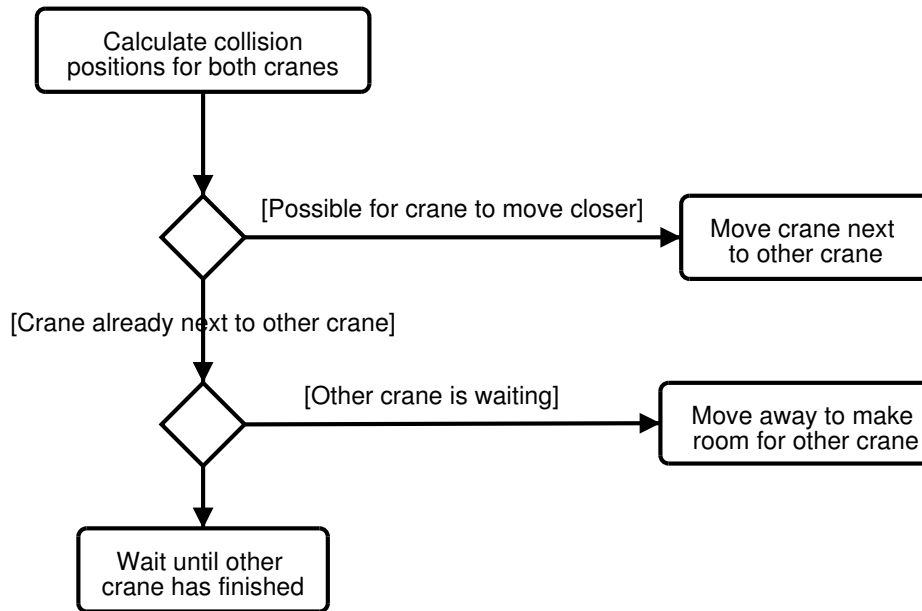 Calculate collision
positions for both cranes
[Possible for crane to move closer]
Move crane next
to other crane
[Crane already next to other crane]
[Other crane is waiting]
Move away to make
room for other crane
Wait until other
crane has finished